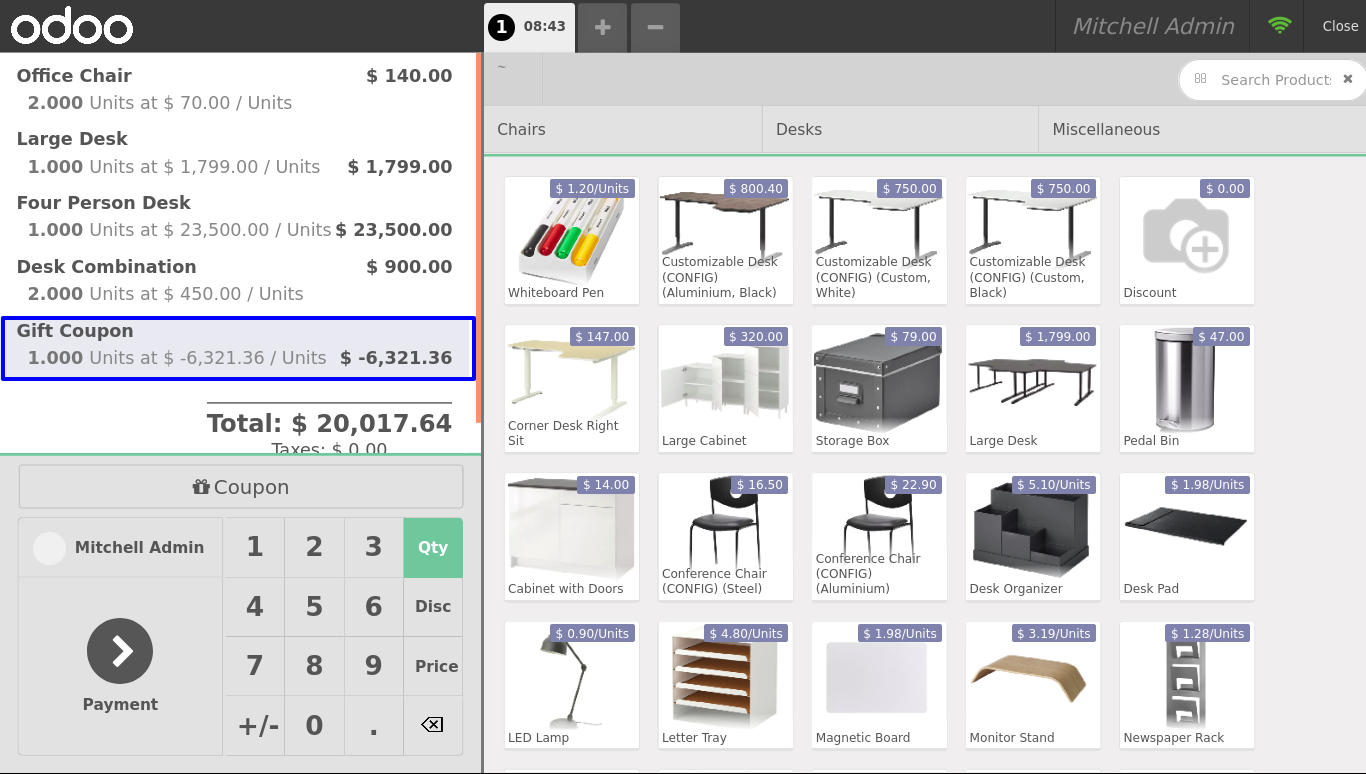 odoo
1 08:43
Mitchell Admin
Close
Office Chair $ 140.00
2.000 Units at $ 70.00 / Units
Large Desk
1.000 Units at $ 1,799.00 / Units $ 1,799.00
Four Person Desk
1.000 Units at $ 23,500.00 / Units $ 23,500.00
Desk Combination $ 900.00
2.000 Units at $ 450.00 / Units
Gift Coupon
1.000 Units at $ -6,321.36 / Units $ -6,321.36
Total: $ 20,017.64
Taxes: $ 0.00
Coupon
Mitchell Admin
Payment
1 2 3 Qty
4 5 6 Disc
7 8 9 Price
+/- 0 .
~
Search Products
Chairs Desks Miscellaneous
$ 1.20/Units
Whiteboard Pen
$ 800.40
Customizable Desk
(CONFIG)
(Aluminium, Black)
$ 750.00
Customizable Desk
(CONFIG) (Custom,
White)
$ 750.00
Customizable Desk
(CONFIG) (Custom,
Black)
$ 0.00
Discount
$ 147.00
Corner Desk Right
Sit
$ 320.00
Large Cabinet
$ 79.00
Storage Box
$ 1,799.00
Large Desk
$ 47.00
Pedal Bin
$ 14.00
Cabinet with Doors
$ 16.50
Conference Chair
(CONFIG) (Steel)
$ 22.90
Conference Chair
(CONFIG)
(Aluminium)
$ 5.10/Units
Desk Organizer
$ 1.98/Units
Desk Pad
$ 0.90/Units
LED Lamp
$ 4.80/Units
Letter Tray
$ 1.98/Units
Magnetic Board
$ 3.19/Units
Monitor Stand
$ 1.28/Units
Newspaper Rack